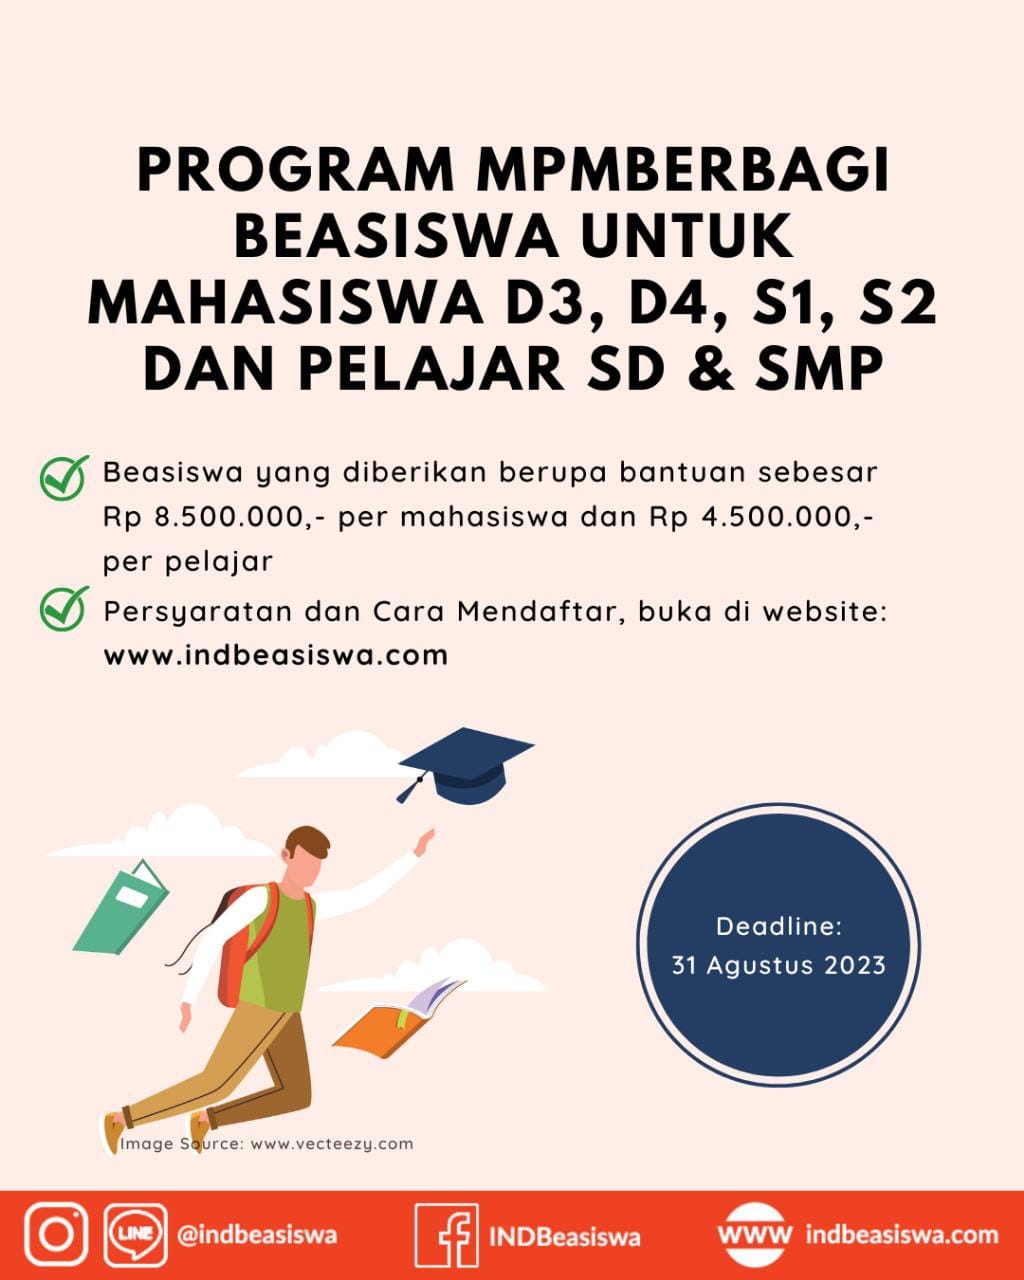 PROGRAM MPMBERBAGI
BEASISWA UNTUK
MAHASISWA D3, D4, S1, S2
DAN PELAJAR SD & SMP
Beasiswa yang diberikan berupa bantuan sebesar
Rp 8.500.000,- per mahasiswa dan Rp 4.500.000,-
per pelajar
Persyaratan dan Cara Mendaftar, buka di website:
www.indbeasiswa.com
Deadline:
31 Agustus 2023
Image Source: www.vecteezy.com
LINE
@indbeasiswa
INDBeasiswa
WWW
indbeasiswa.com